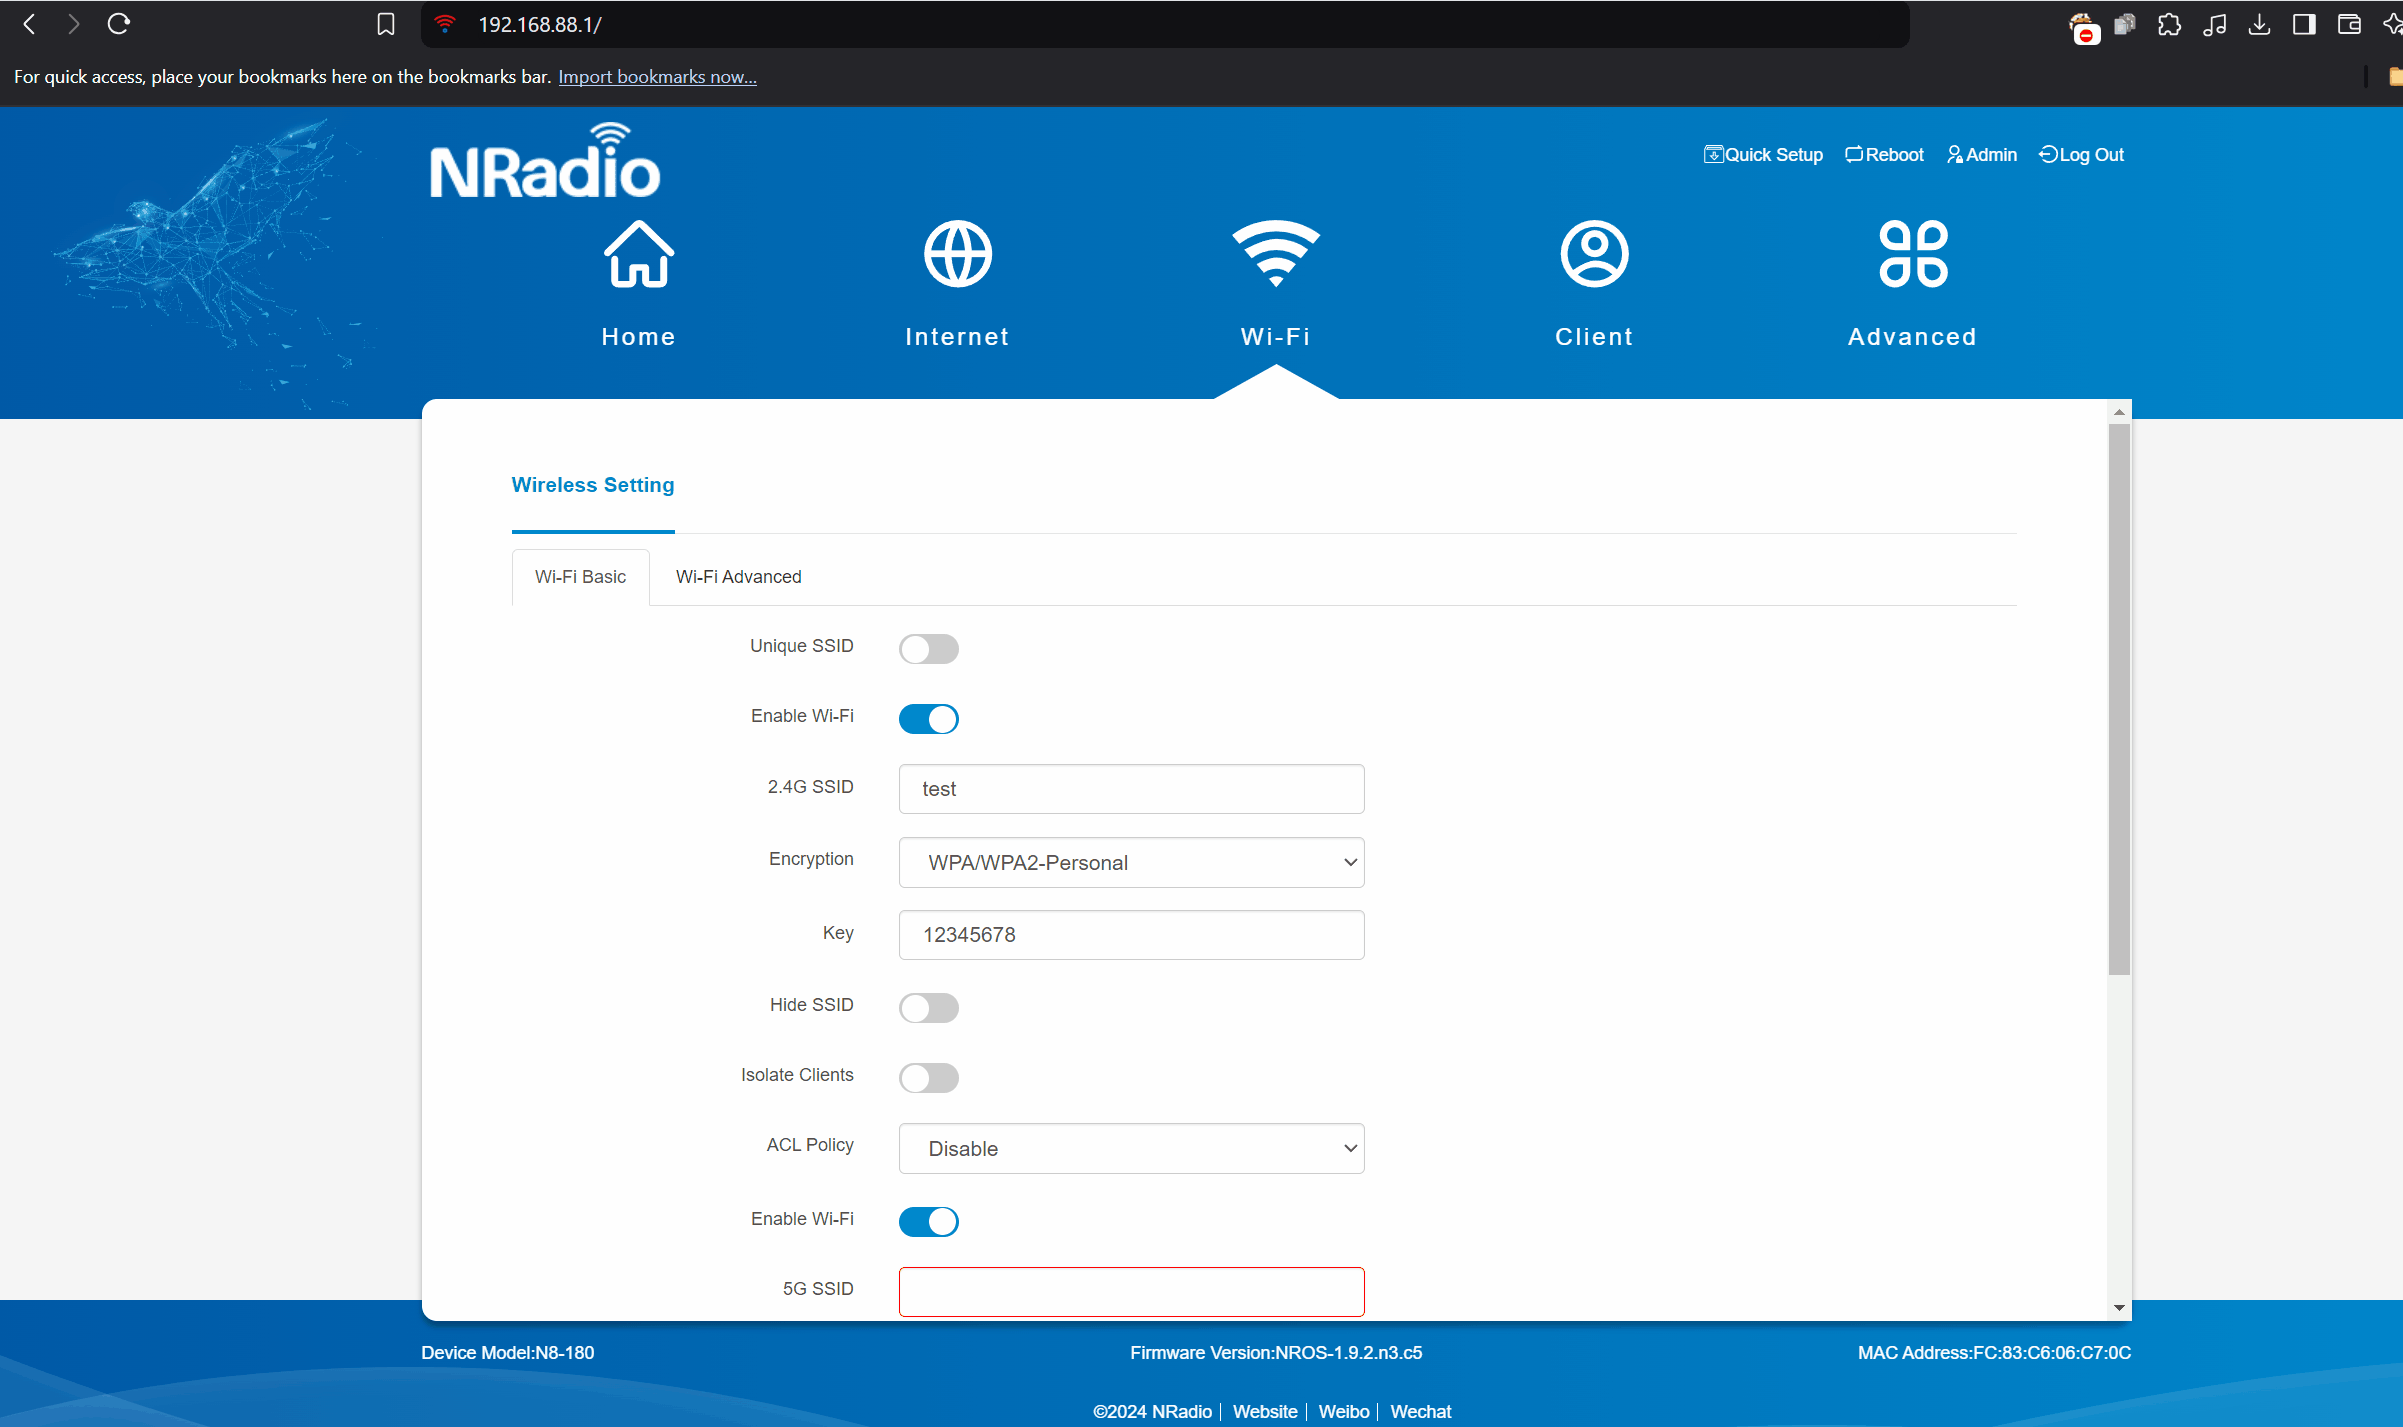 192.168.88.1/
For quick access, place your bookmarks here on the bookmarks bar. Import bookmarks now...
NRadio
Quick Setup Reboot Admin Log Out
Home Internet Wi-Fi Client Advanced
Wireless Setting
Wi-Fi Basic Wi-Fi Advanced
Unique SSID
Enable Wi-Fi
2.4G SSID test
Encryption WPA/WPA2-Personal
Key 12345678
Hide SSID
Isolate Clients
ACL Policy Disable
Enable Wi-Fi
5G SSID
Device Model:N8-180 Firmware Version:NROS-1.9.2.n3.c5 MAC Address:FC:83:C6:06:C7:0C
©2024 NRadio | Website | Weibo | Wechat